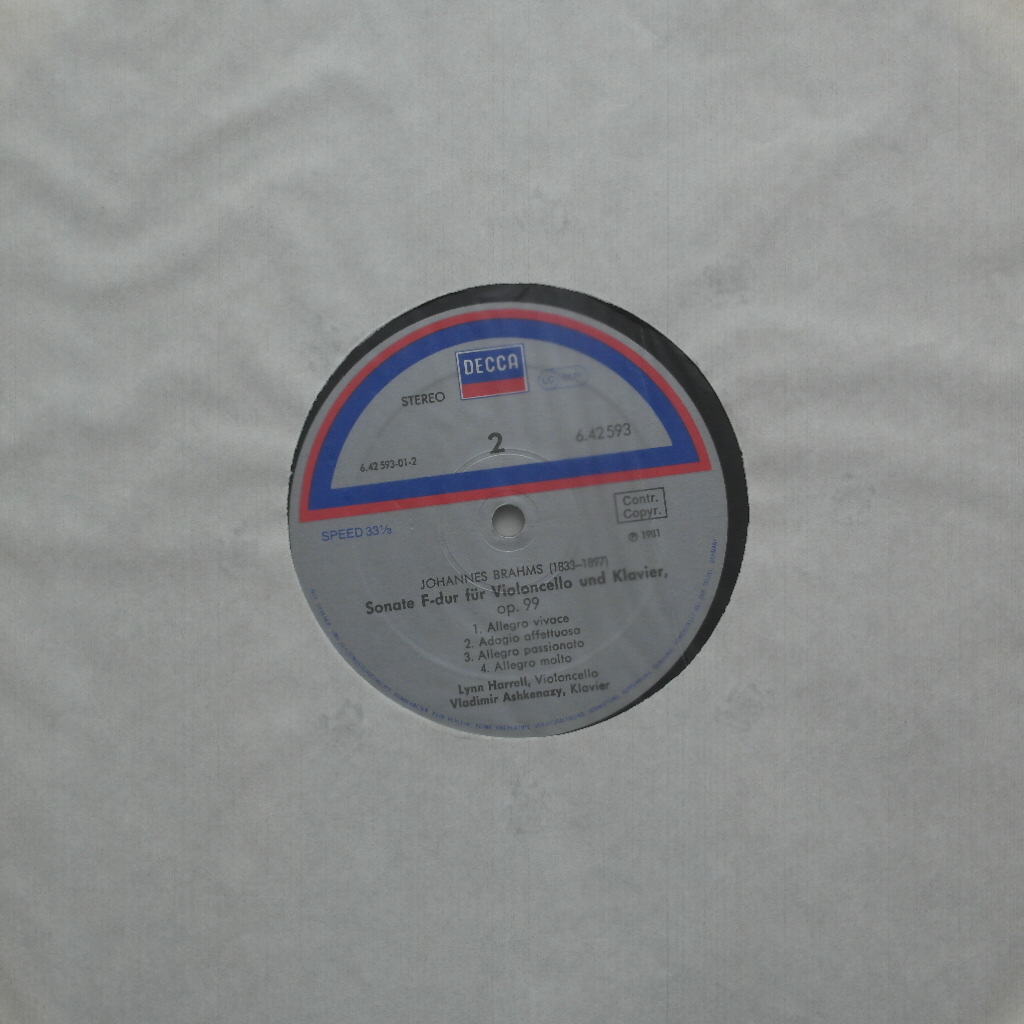 DECCA
STEREO
2
6.42 593
6.42 593-01-2
SPEED 33⅓
Contr.
Copyr.
℗ 1981
JOHANNES BRAHMS (1833–1897)
Sonate F-dur für Violoncello und Klavier,
op. 99
1. Allegro vivace
2. Adagio affettuoso
3. Allegro passionato
4. Allegro molto
Lynn Harrell, Violoncello
Vladimir Ashkenazy, Klavier